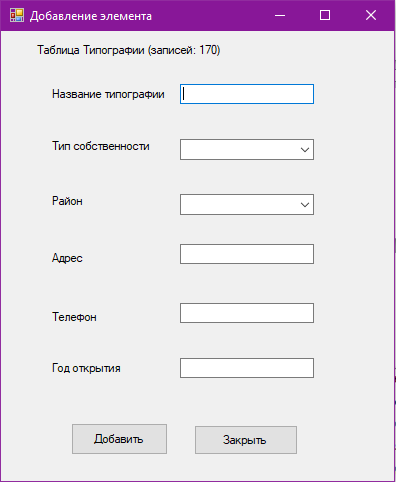 Добавление элемента
Таблица Типографии (записей: 170)
Название типографии
Тип собственности
Район
Адрес
Телефон
Год открытия
Добавить
Закрыть